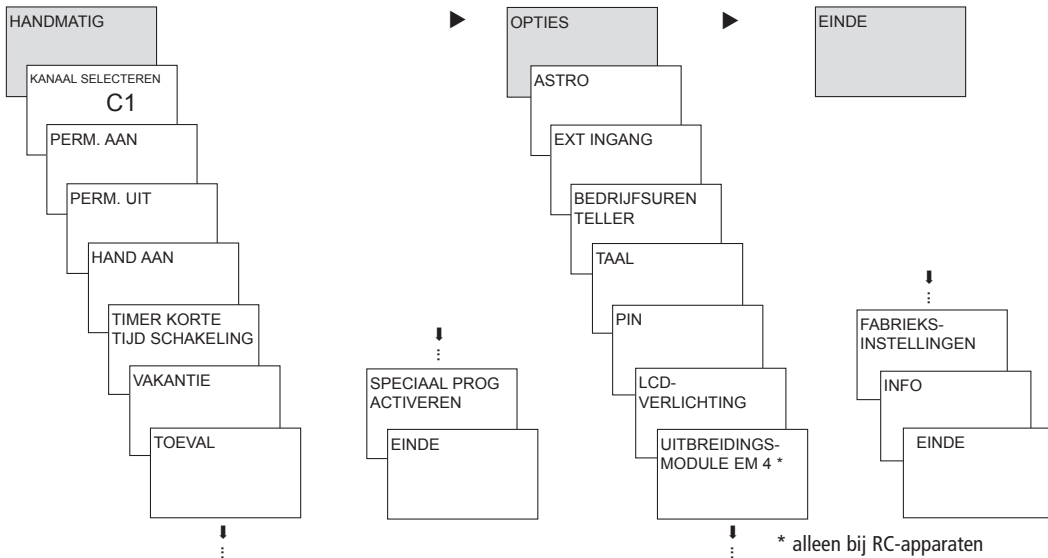 HANDMATIG
KANAAL SELECTEREN
C1
PERM. AAN
PERM. UIT
HAND AAN
TIMER KORTE
TIJD SCHAKELING
VAKANTIE
TOEVAL
SPECIAAL PROG
ACTIVEREN
EINDE
OPTIES
ASTRO
EXT INGANG
BEDRIJFSUREN
TELLER
TAAL
PIN
LCD-
VERLICHTING
UITBREIDINGS-
MODULE EM 4 *
FABRIEKS-
INSTELLINGEN
INFO
EINDE
EINDE
* alleen bij RC-apparaten